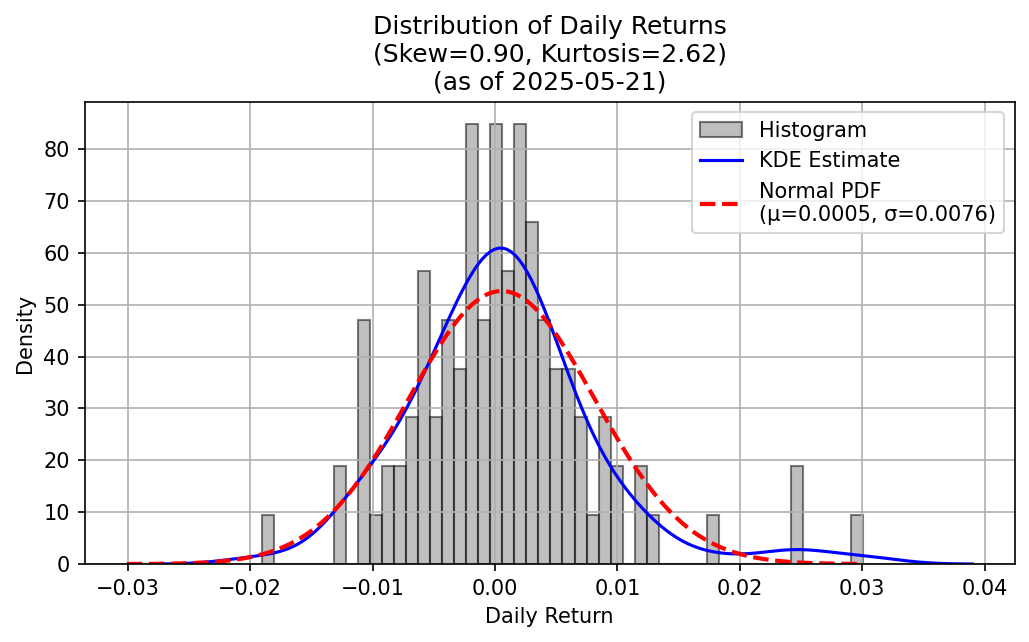 Distribution of Daily Returns
(Skew=0.90, Kurtosis=2.62)
(as of 2025-05-21)
Histogram
KDE Estimate
Normal PDF
(μ=0.0005, σ=0.0076)
Density
80
70
60
50
40
30
20
10
0
−0.03 −0.02 −0.01 0.00 0.01 0.02 0.03 0.04
Daily Return